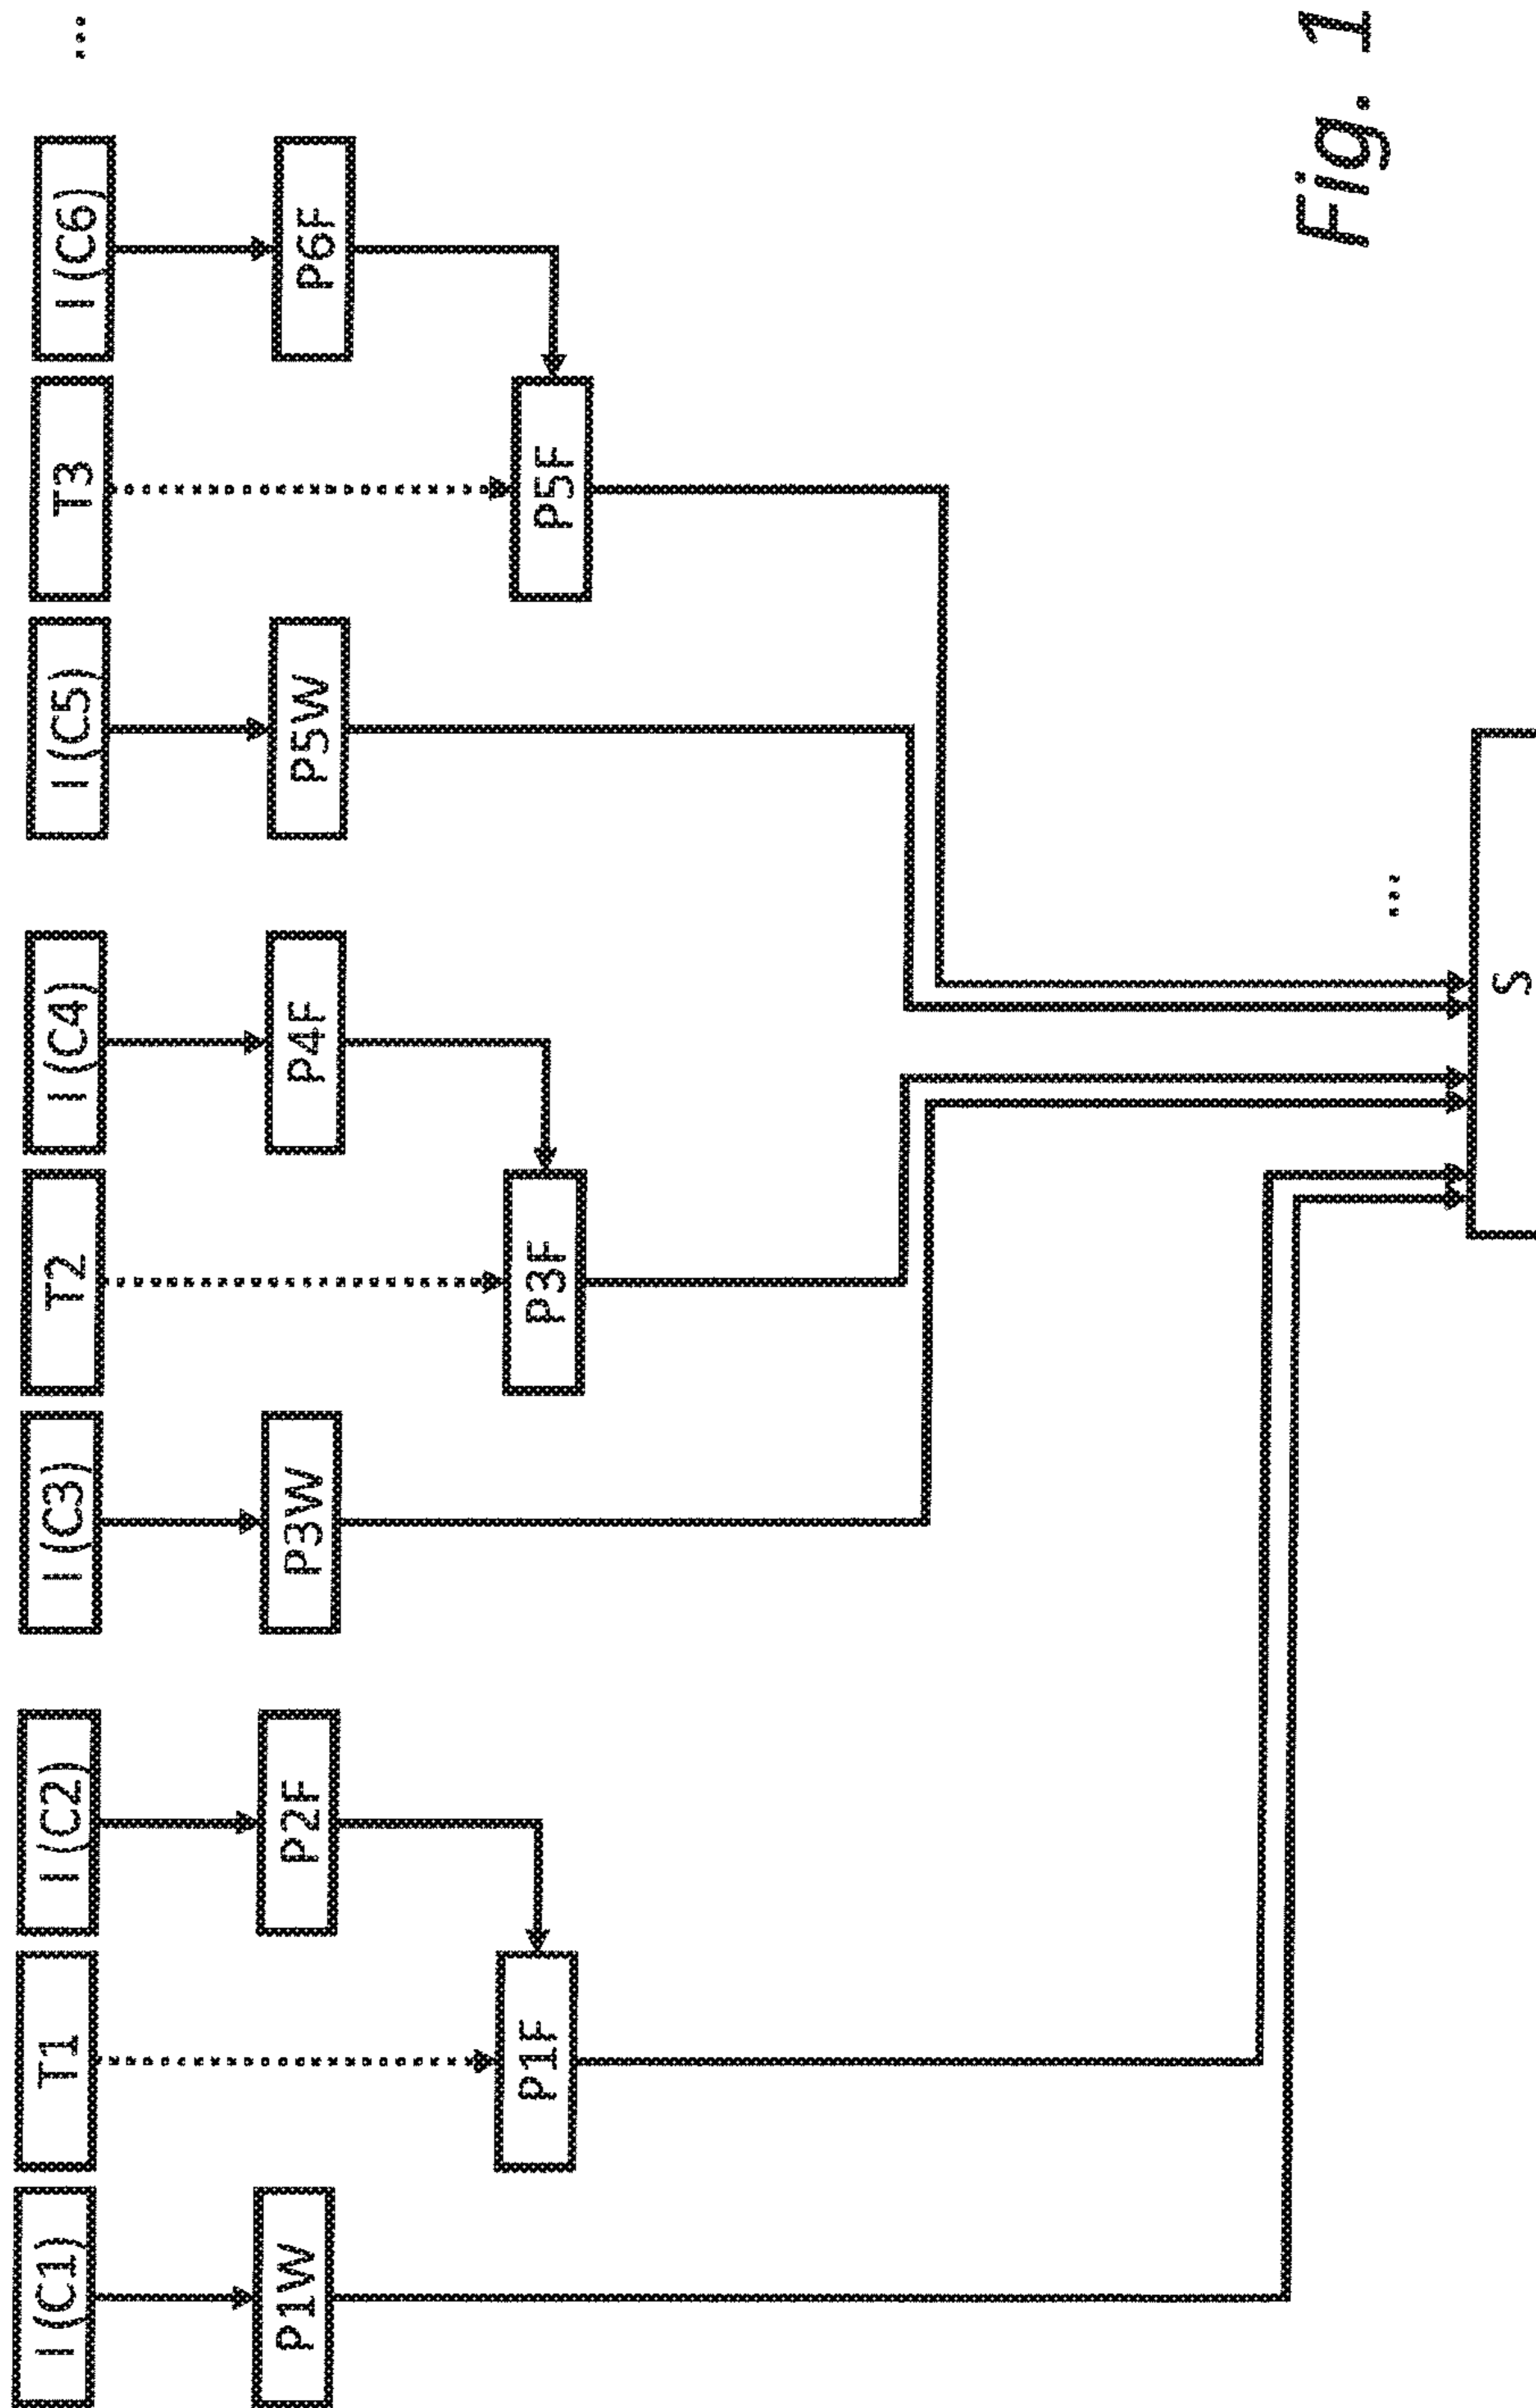 I(C1) T1 I(C2) I(C3) T2 I(C4) I(C5) T3 I(C6) ...
P1W P2F P3W P4F P5W P6F
P1F P3F P5F
...
S
Fig. 1